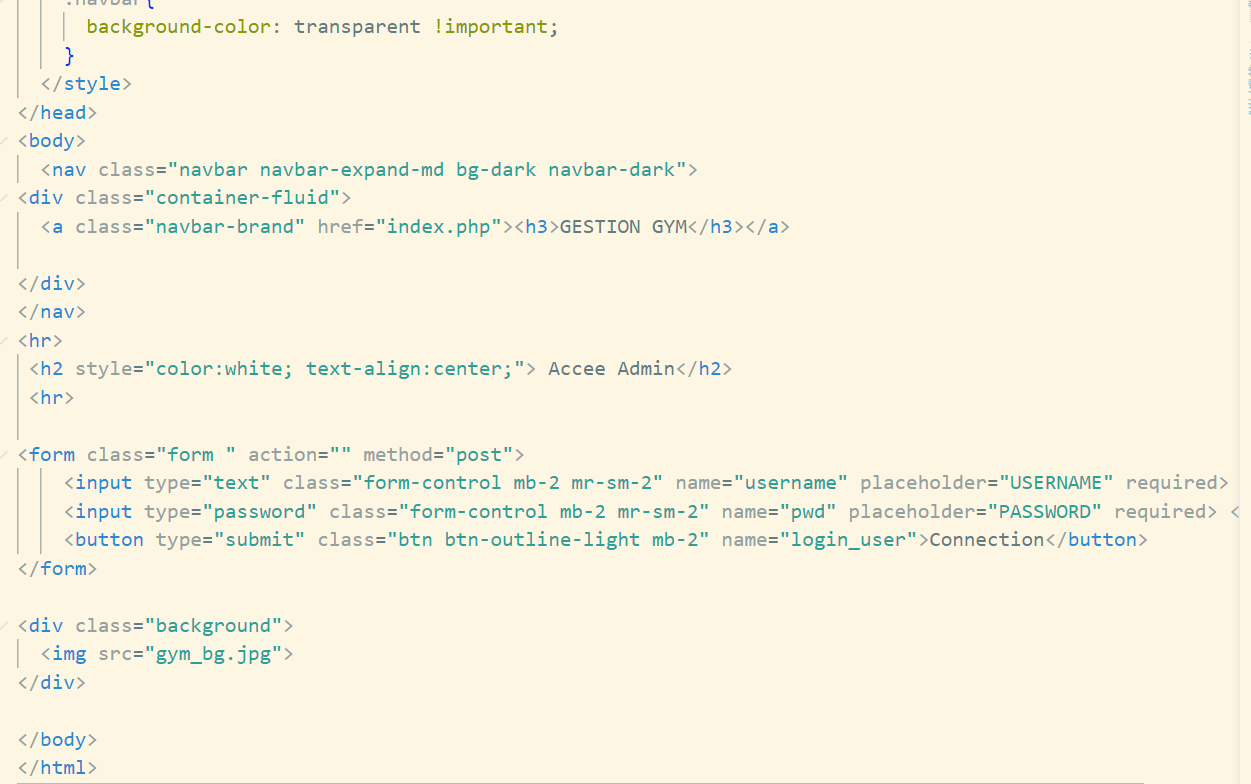 .navbar{
background-color: transparent !important;
}
</style>
</head>
<body>
<nav class="navbar navbar-expand-md bg-dark navbar-dark">
<div class="container-fluid">
<a class="navbar-brand" href="index.php"><h3>GESTION GYM</h3></a>
</div>
</nav>
<hr>
<h2 style="color:white; text-align:center;"> Accee Admin</h2>
<hr>
<form class="form " action="" method="post">
<input type="text" class="form-control mb-2 mr-sm-2" name="username" placeholder="USERNAME" required>
<input type="password" class="form-control mb-2 mr-sm-2" name="pwd" placeholder="PASSWORD" required> <
<button type="submit" class="btn btn-outline-light mb-2" name="login_user">Connection</button>
</form>
<div class="background">
<img src="gym_bg.jpg">
</div>
</body>
</html>